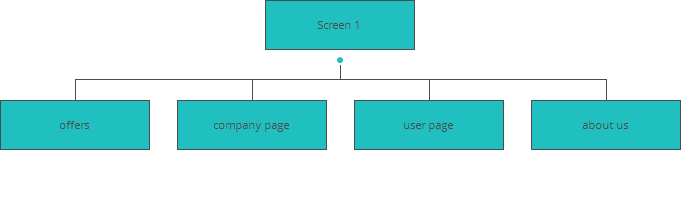 Screen 1
offers
company page
user page
about us